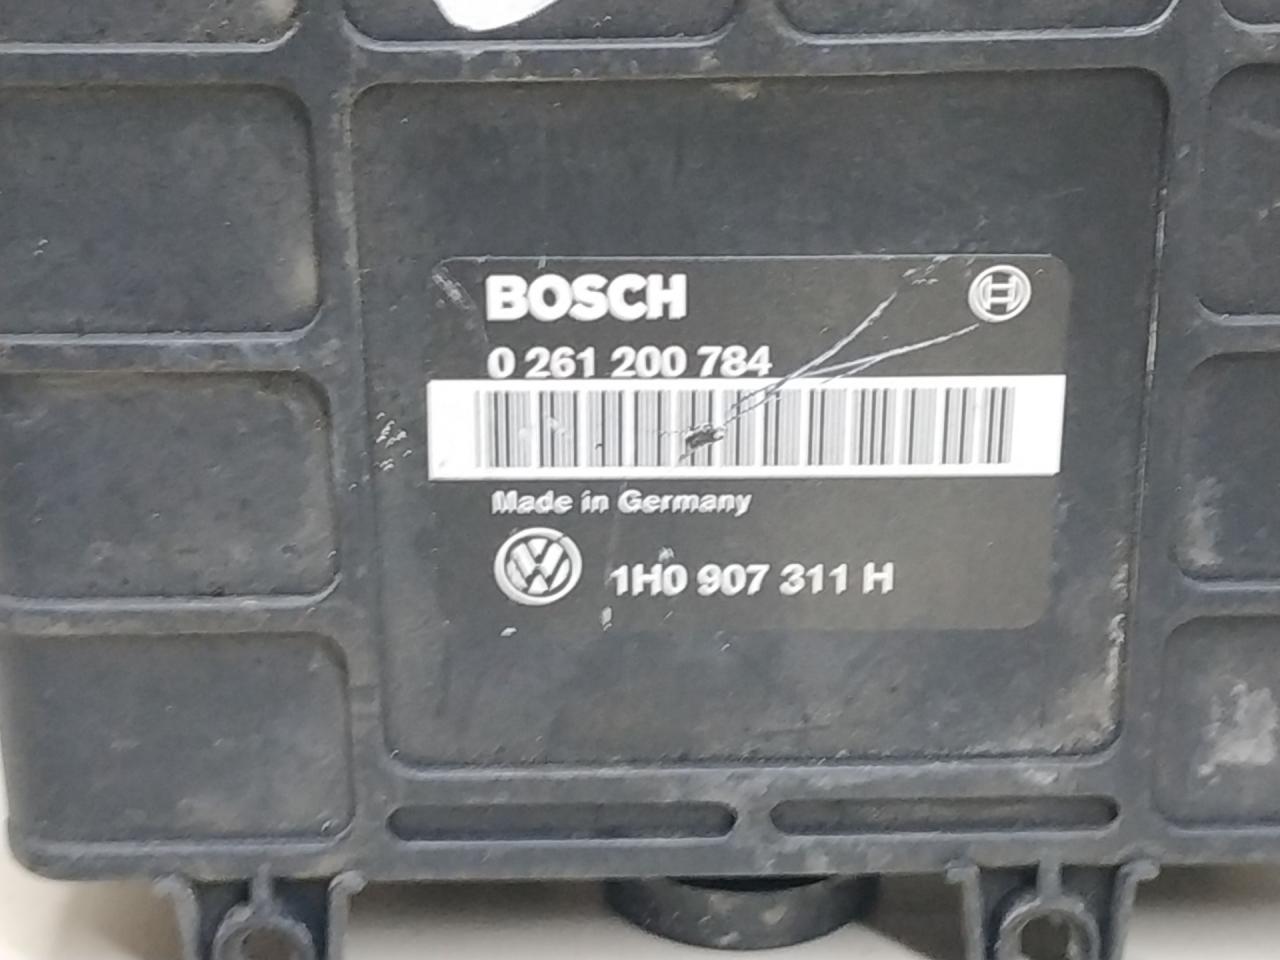 BOSCH
0 261 200 784
Made in Germany
1H0 907 311 H